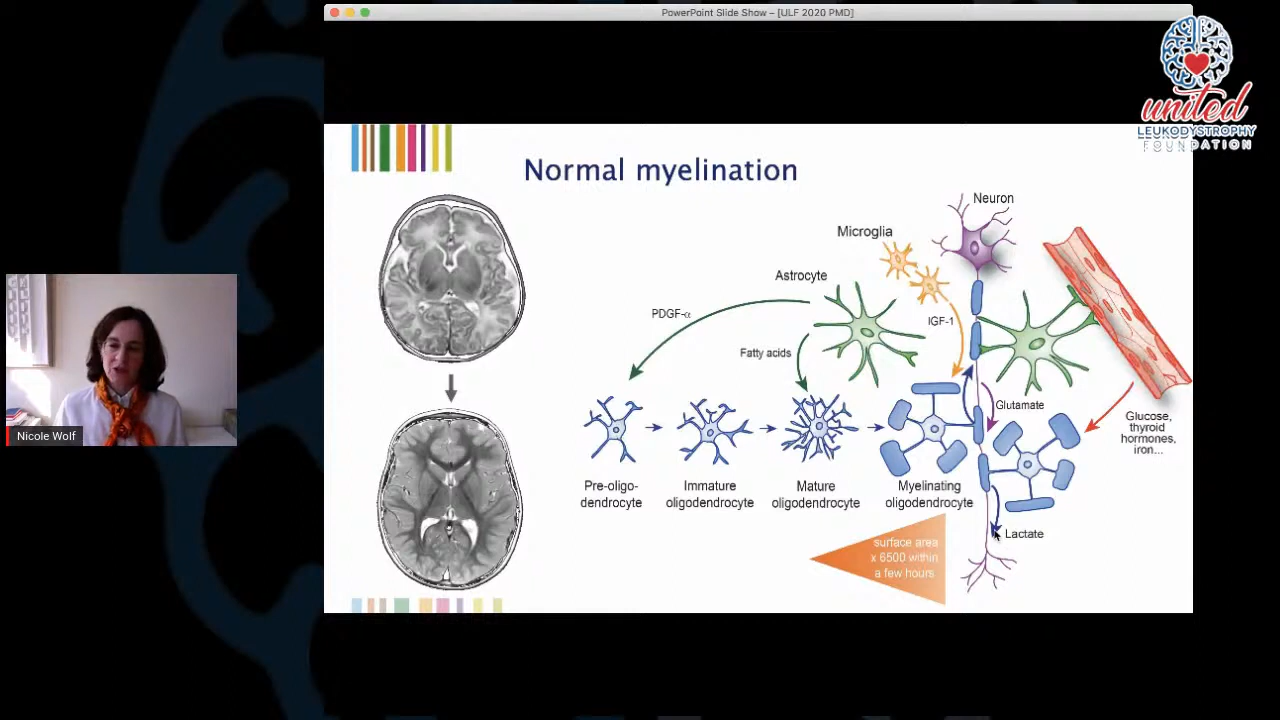 PowerPoint Slide Show – [ULF 2020 PMD]
united
LEUKODYSTROPHY
FOUNDATION
Normal myelination
Neuron
Microglia
Astrocyte
PDGF-α
IGF-1
Fatty acids
Glutamate
Glucose,
thyroid
hormones,
iron...
Nicole Wolf
Pre-oligo-
dendrocyte
Immature
oligodendrocyte
Mature
oligodendrocyte
Myelinating
oligodendrocyte
Lactate
surface area
x 6500 within
a few hours